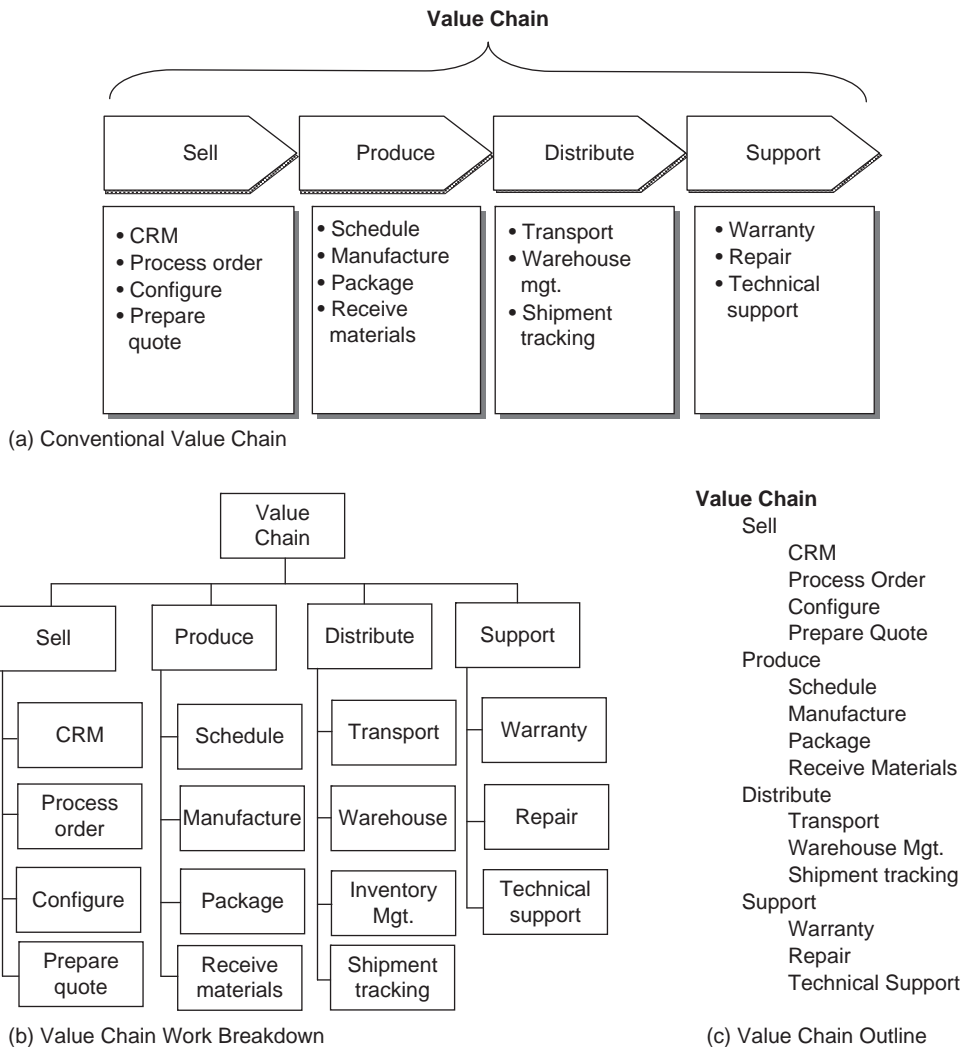 Value Chain
Sell
Produce
Distribute
Support
• CRM
• Process order
• Configure
• Prepare
quote
• Schedule
• Manufacture
• Package
• Receive
materials
• Transport
• Warehouse
mgt.
• Shipment
tracking
• Warranty
• Repair
• Technical
support
(a) Conventional Value Chain
Value
Chain
Sell
Produce
Distribute
Support
CRM
Process
order
Configure
Prepare
quote
Schedule
Manufacture
Package
Receive
materials
Transport
Warehouse
Inventory
Mgt.
Shipment
tracking
Warranty
Repair
Technical
support
(b) Value Chain Work Breakdown
Value Chain
Sell
CRM
Process Order
Configure
Prepare Quote
Produce
Schedule
Manufacture
Package
Receive Materials
Distribute
Transport
Warehouse Mgt.
Shipment tracking
Support
Warranty
Repair
Technical Support
(c) Value Chain Outline